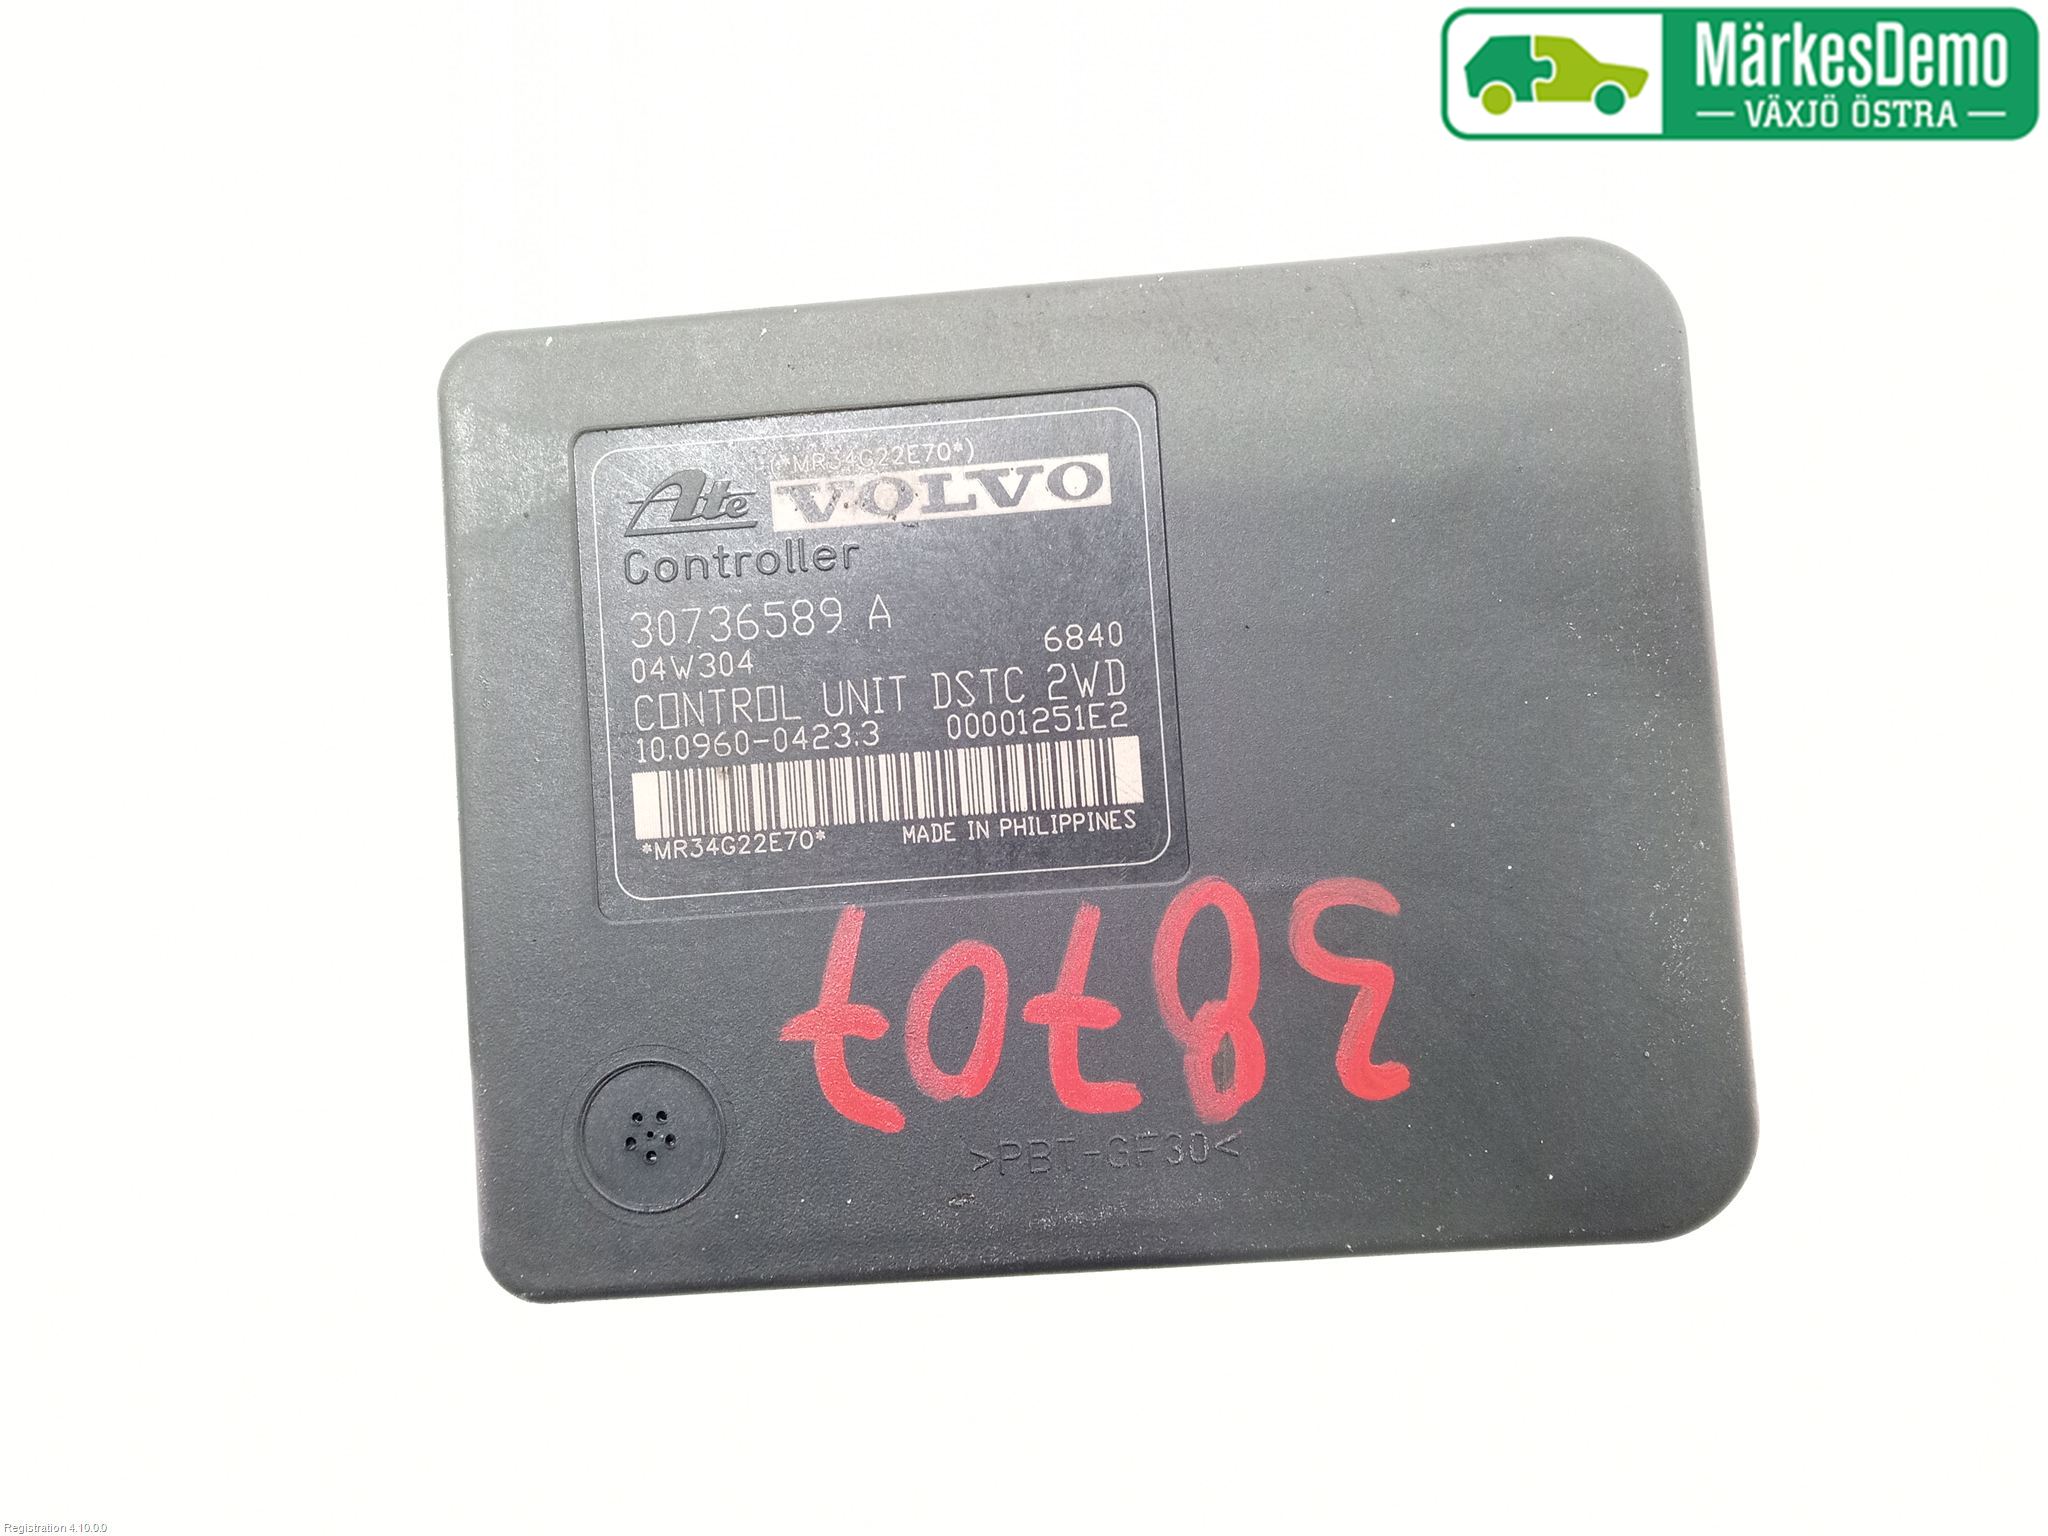 MärkesDemo
VÄXJÖ ÖSTRA
(*MR34G22E70*)
Ate VOLVO
Controller
30736589 A
04W304 6840
CONTROL UNIT DSTC 2WD
10.0960-0423.3 00001251E2
*MR34G22E70* MADE IN PHILIPPINES
38707
>PBT-GF30<
Registration 4.10.0.0